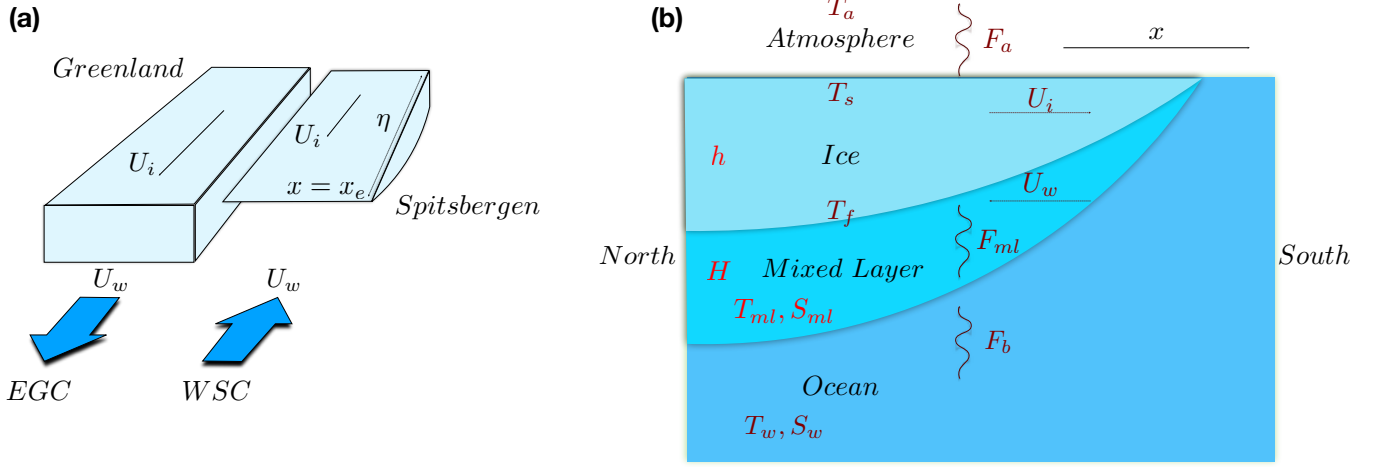 (a)
Greenland
U_i
U_i
η
x = x_e
Spitsbergen
U_w
U_w
EGC
WSC
(b)
T_a
Atmosphere
F_a
x
T_s
U_i
h
Ice
U_w
T_f
North
F_ml
South
H
Mixed Layer
T_ml, S_ml
F_b
Ocean
T_w, S_w